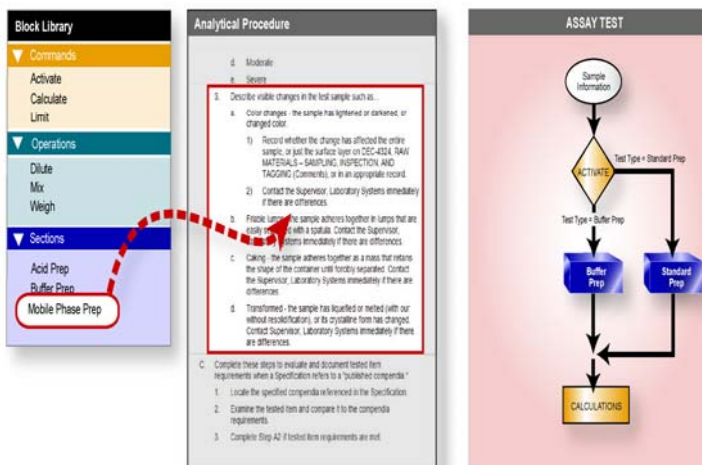 Block Library
Commands
Activate
Calculate
Limit
Operations
Dilute
Mix
Weigh
Sections
Acid Prep
Buffer Prep
Mobile Phase Prep
Analytical Procedure
d. Moderate
e. Severe
3. Describe visible changes in the test sample such as...
a. Color changes - the sample has lightened or darkened, or
changed color.
1) Record whether the change has affected the entire
sample, or just the surface layer on DEC-4324, RAW
MATERIALS – SAMPLING, INSPECTION, AND
TAGGING (Comments), or in an appropriate record.
2) Contact the Supervisor, Laboratory Systems immediately
if there are differences.
b. Friable lumps - the sample adheres together in lumps that are
easily with a spatula. Contact the Supervisor,
immediately if there are differences.
c. Caking - the sample adheres together as a mass that retains
the shape of the container until forcibly separated. Contact
the Supervisor, Laboratory Systems immediately if there are
differences
d. Transformed - the sample has liquefied or melted (with our
without resolidification), or its crystalline form has changed.
Contact Supervisor, Laboratory Systems immediately if there
are differences.
C. Complete these steps to evaluate and document tested item
requirements when a Specification refers to a "published compendia."
1. Locate the specified compendia referenced in the Specification.
2. Examine the tested item and compare it to the compendia
requirements.
3. Complete Step A2 if tested item requirements are met.
ASSAY TEST
Sample
Information
ACTIVATE
Test Type = Standard Prep
Test Type = Buffer Prep
Buffer
Prep
Standard
Prep
CALCULATIONS